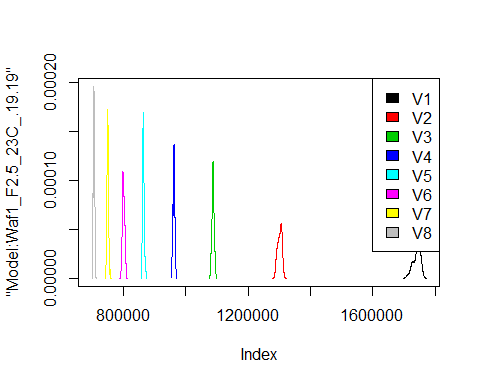 "Model:Waf1_F2.5_23C_.19.19"
0.00020
0.00010
0.00000
V1
V2
V3
V4
V5
V6
V7
V8
800000 1200000 1600000
Index